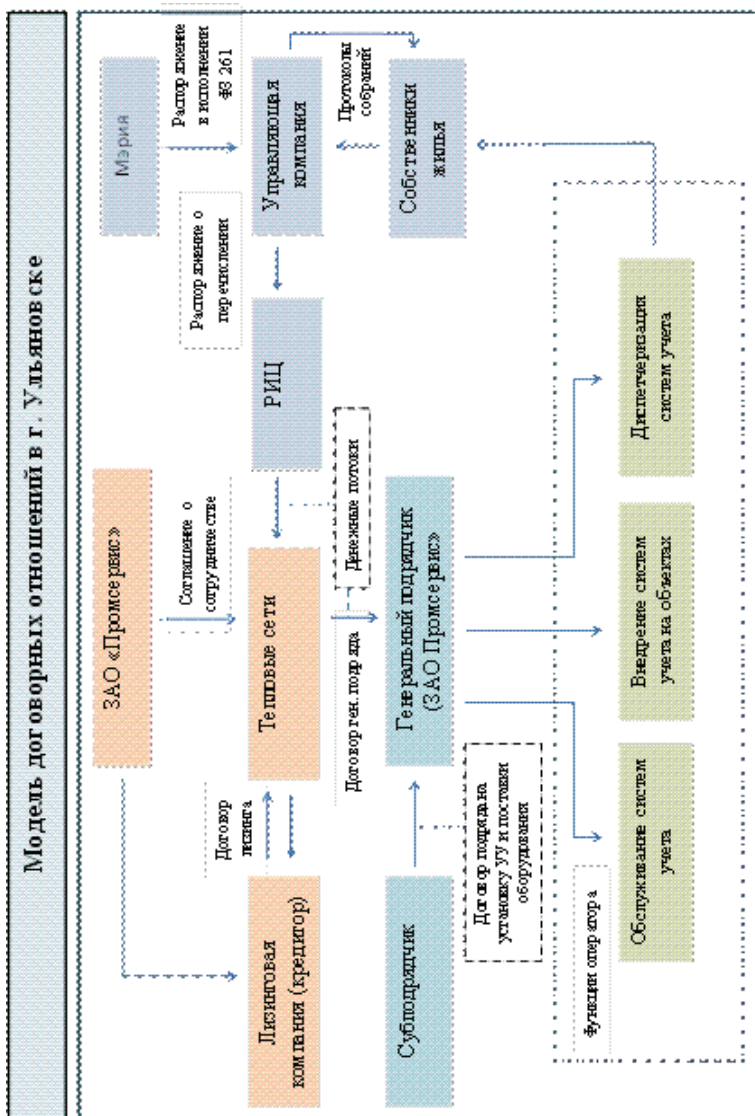 Модель договорных отношений в г. Ульяновске
ЗАО «Промсервис»
Мэрия
Соглашение о
сотрудничестве
Распоряжение о
перечислении
Распоряжение
в исполнении
ФЗ 261
Договор
лизинга
Лизинговая
компания (кредитор)
Тепловые сети
РИЦ
Управляющая
компания
Договор ген. подряда
Денежные потоки
Протоколы
собраний
Субподрядчик
Генеральный подрядчик
(ЗАО Промсервис»
Собственники
жилья
Договор подряда на
установку УУ и поставки
оборудования
Функции оператора
Обслуживание систем
учета
Внедрение систем
учета на объектах
Диспетчеризация
систем учета